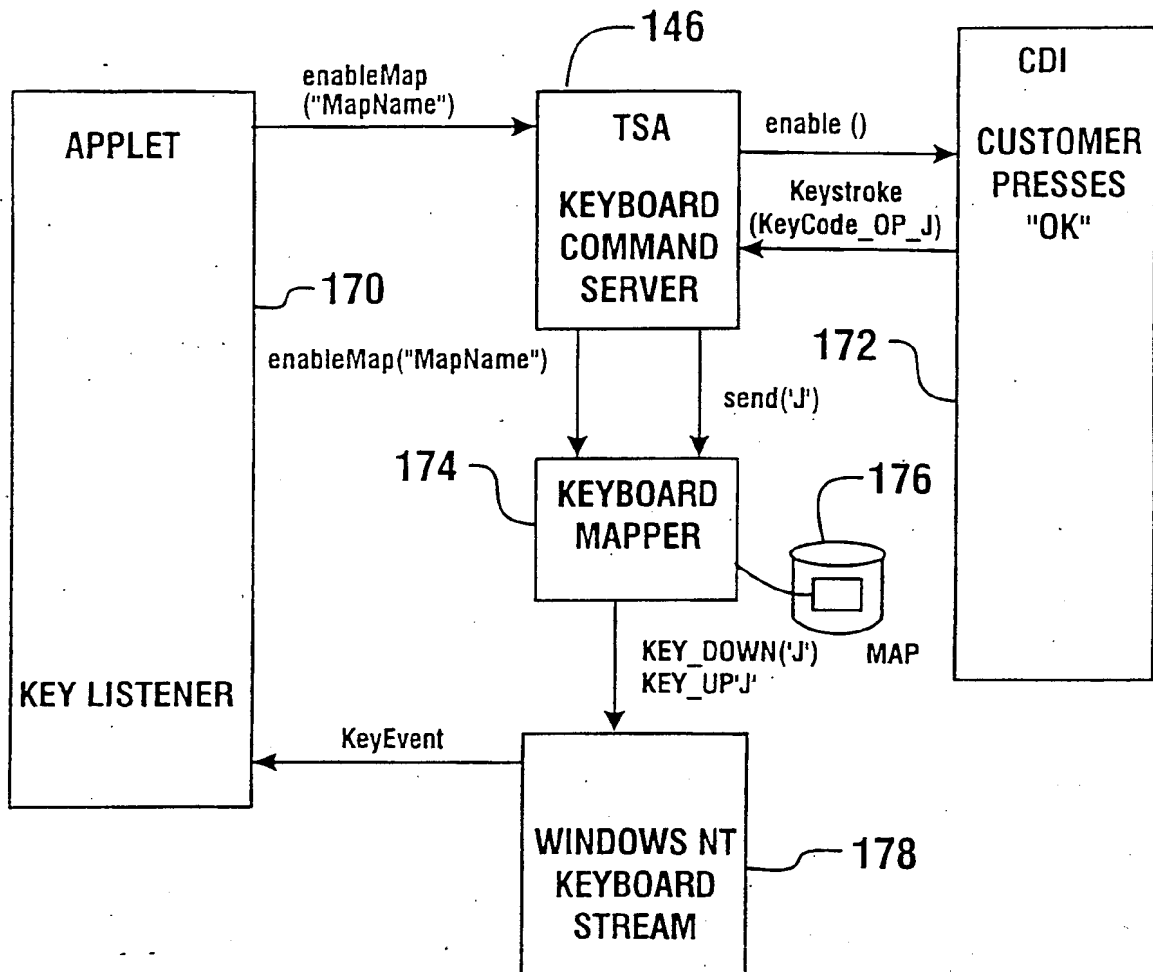 146
CDI
enableMap
("MapName")
APPLET
TSA
enable ()
CUSTOMER
PRESSES
"OK"
KEYBOARD
COMMAND
SERVER
Keystroke
(KeyCode_OP_J)
170
172
enableMap("MapName")
send('J')
174
KEYBOARD
MAPPER
176
KEY_DOWN('J')
KEY_UP'J'
MAP
KEY LISTENER
KeyEvent
WINDOWS NT
KEYBOARD
STREAM
178